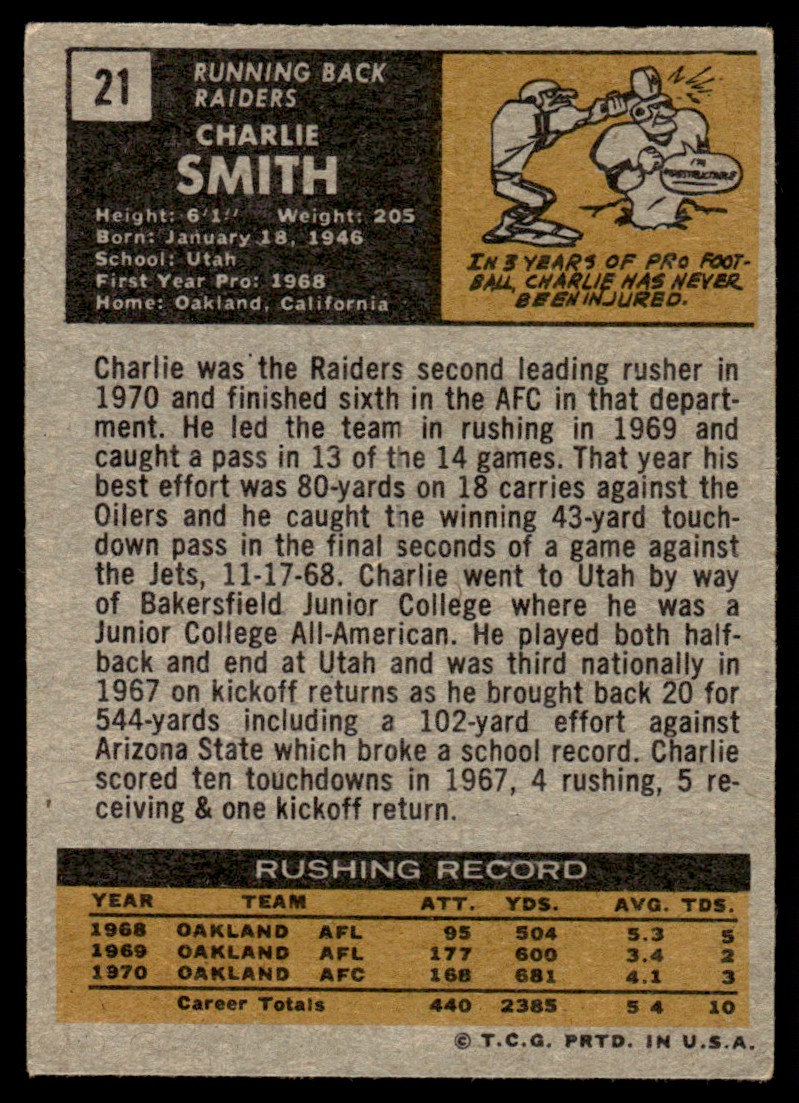 21
RUNNING BACK
RAIDERS
CHARLIE
SMITH
Height: 6'1" Weight: 205
Born: January 18, 1946
School: Utah
First Year Pro: 1968
Home: Oakland, California
I'M INDESTRUCTIBLE
IN 3 YEARS OF PRO FOOT-
BALL, CHARLIE HAS NEVER
BEEN INJURED.
Charlie was the Raiders second leading rusher in
1970 and finished sixth in the AFC in that depart-
ment. He led the team in rushing in 1969 and
caught a pass in 13 of the 14 games. That year his
best effort was 80-yards on 18 carries against the
Oilers and he caught the winning 43-yard touch-
down pass in the final seconds of a game against
the Jets, 11-17-68. Charlie went to Utah by way
of Bakersfield Junior College where he was a
Junior College All-American. He played both half-
back and end at Utah and was third nationally in
1967 on kickoff returns as he brought back 20 for
544-yards including a 102-yard effort against
Arizona State which broke a school record. Charlie
scored ten touchdowns in 1967, 4 rushing, 5 re-
ceiving & one kickoff return.
RUSHING RECORD
YEAR TEAM ATT. YDS. AVG. TDS.
1968 OAKLAND AFL 95 504 5.3 5
1969 OAKLAND AFL 177 600 3.4 2
1970 OAKLAND AFC 168 681 4.1 3
Career Totals 440 2385 5 4 10
© T.C.G. PRTD. IN U.S.A.